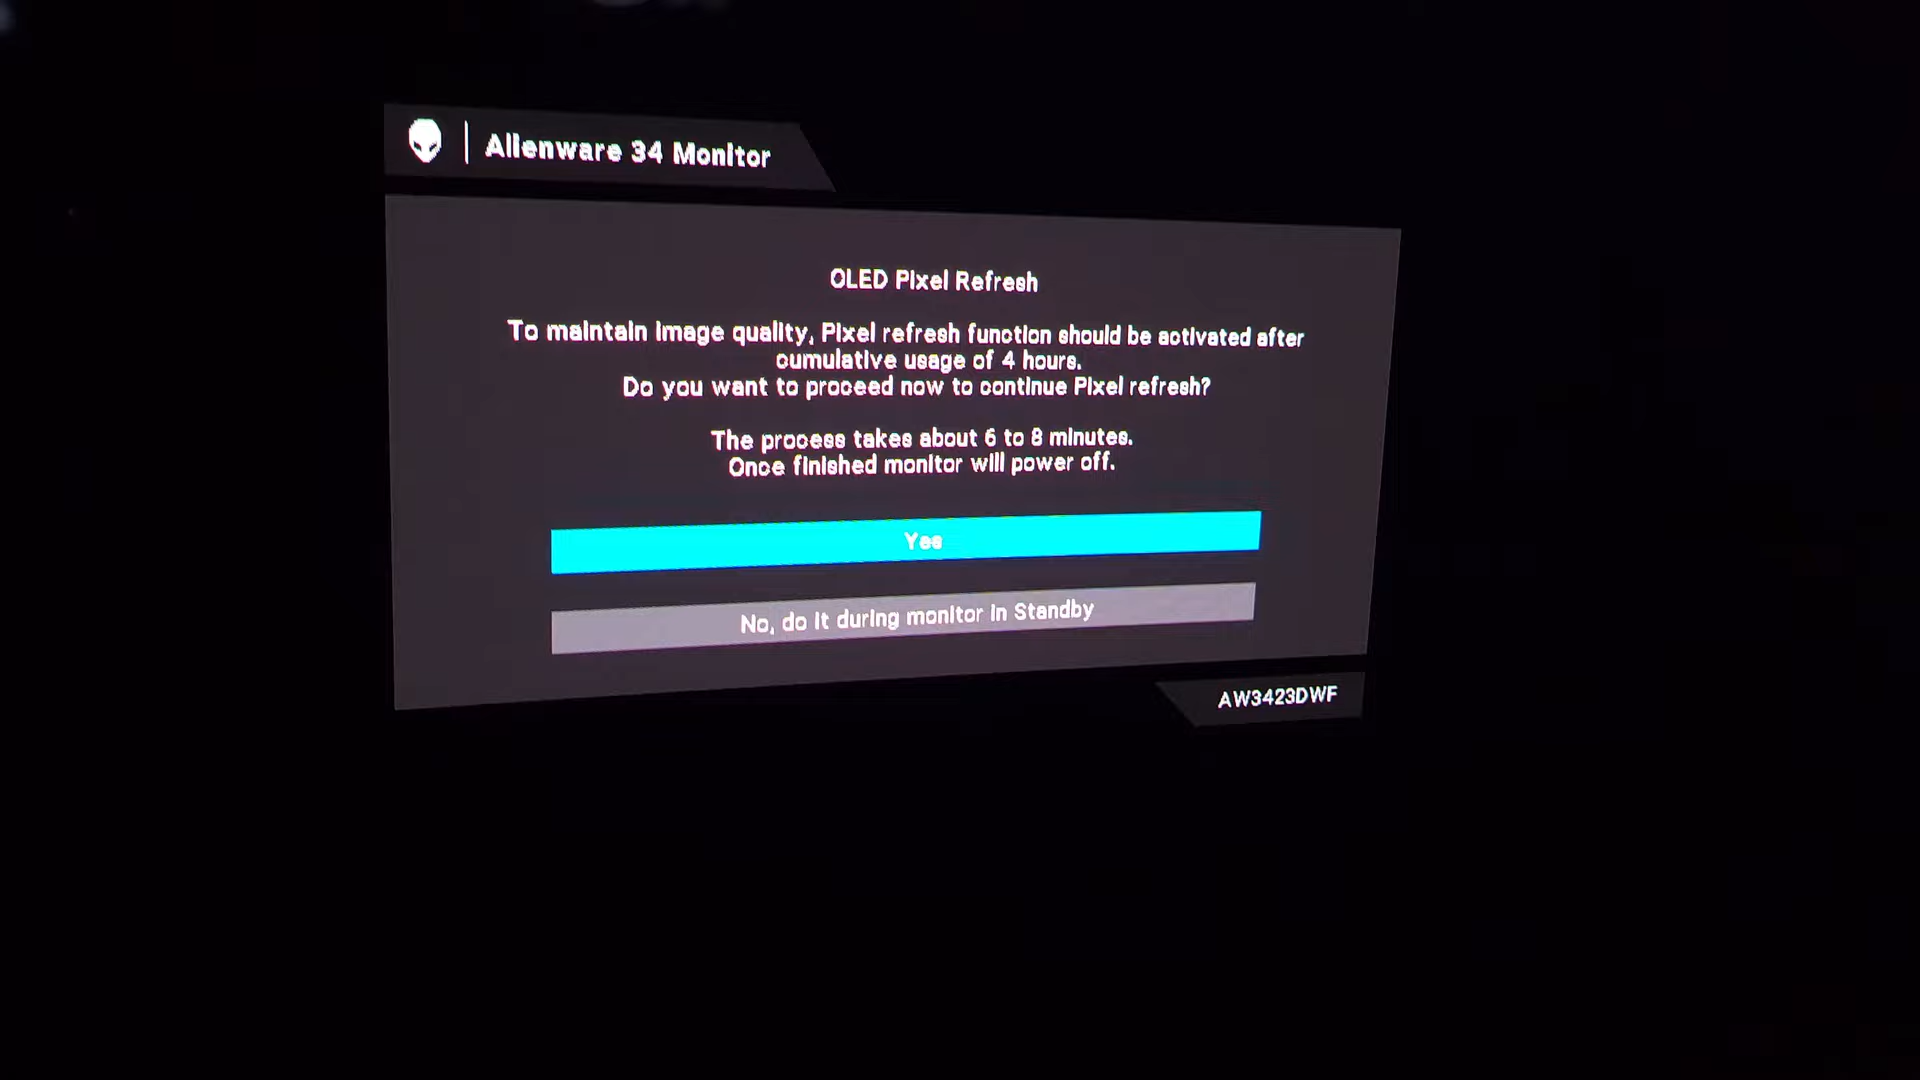 Alienware 34 Monitor
OLED Pixel Refresh
To maintain image quality, Pixel refresh function should be activated after
cumulative usage of 4 hours.
Do you want to proceed now to continue Pixel refresh?
The process takes about 6 to 8 minutes.
Once finished monitor will power off.
Yes
No, do it during monitor in Standby
AW3423DWF